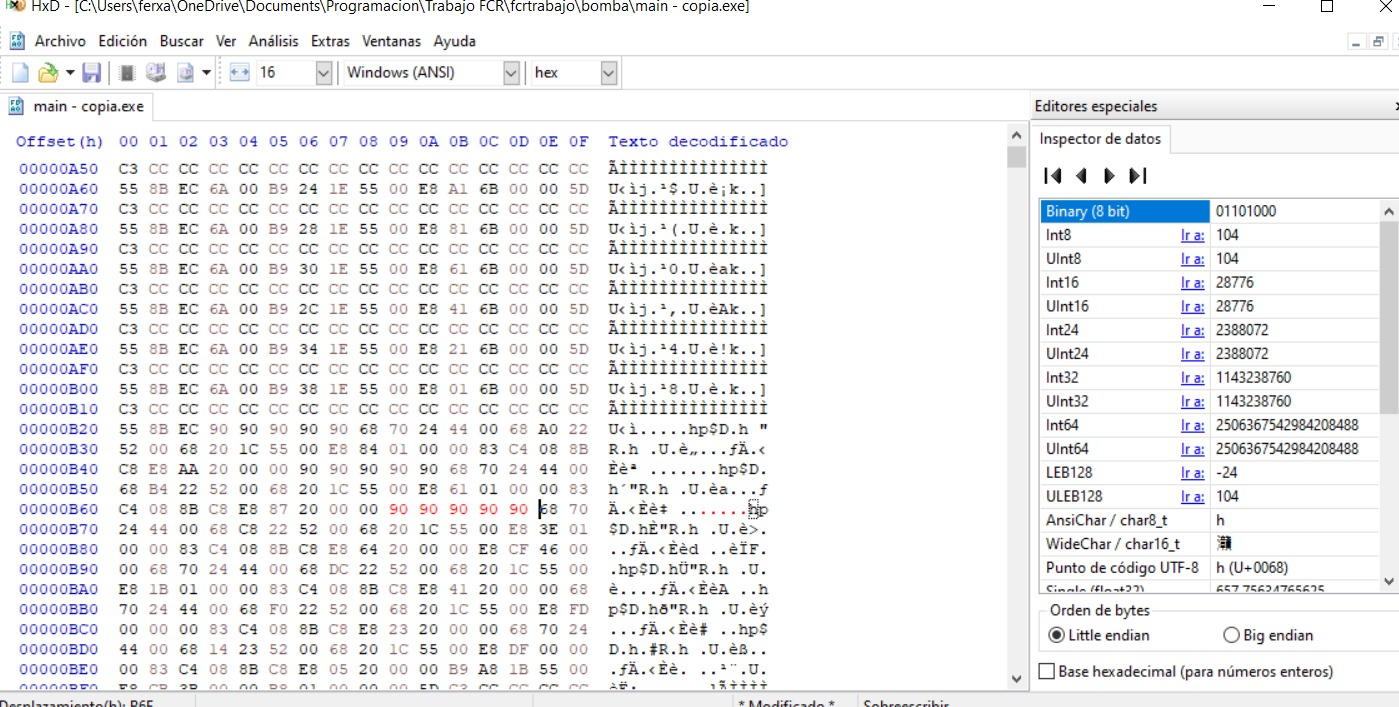 HxD - [C:\Users\ferxa\OneDrive\Documents\Programacion\Trabajo FCR\fcrtrabajo\bomba\main - copia.exe]
Archivo Edición Buscar Ver Análisis Extras Ventanas Ayuda
16 Windows (ANSI) hex
main - copia.exe
Offset(h) 00 01 02 03 04 05 06 07 08 09 0A 0B 0C 0D 0E 0F Texto decodificado
00000A50 C3 CC CC CC CC CC CC CC CC CC CC CC CC CC CC CC ÃÌÌÌÌÌÌÌÌÌÌÌÌÌÌÌ
00000A60 55 8B EC 6A 00 B9 24 1E 55 00 E8 A1 6B 00 00 5D U‹ìj.¹$.U.è¡k..]
00000A70 C3 CC CC CC CC CC CC CC CC CC CC CC CC CC CC CC ÃÌÌÌÌÌÌÌÌÌÌÌÌÌÌÌ
00000A80 55 8B EC 6A 00 B9 28 1E 55 00 E8 81 6B 00 00 5D U‹ìj.¹(.U.è.k..]
00000A90 C3 CC CC CC CC CC CC CC CC CC CC CC CC CC CC CC ÃÌÌÌÌÌÌÌÌÌÌÌÌÌÌÌ
00000AA0 55 8B EC 6A 00 B9 30 1E 55 00 E8 61 6B 00 00 5D U‹ìj.¹0.U.èak..]
00000AB0 C3 CC CC CC CC CC CC CC CC CC CC CC CC CC CC CC ÃÌÌÌÌÌÌÌÌÌÌÌÌÌÌÌ
00000AC0 55 8B EC 6A 00 B9 2C 1E 55 00 E8 41 6B 00 00 5D U‹ìj.¹,.U.èAk..]
00000AD0 C3 CC CC CC CC CC CC CC CC CC CC CC CC CC CC CC ÃÌÌÌÌÌÌÌÌÌÌÌÌÌÌÌ
00000AE0 55 8B EC 6A 00 B9 34 1E 55 00 E8 21 6B 00 00 5D U‹ìj.¹4.U.è!k..]
00000AF0 C3 CC CC CC CC CC CC CC CC CC CC CC CC CC CC CC ÃÌÌÌÌÌÌÌÌÌÌÌÌÌÌÌ
00000B00 55 8B EC 6A 00 B9 38 1E 55 00 E8 01 6B 00 00 5D U‹ìj.¹8.U.è.k..]
00000B10 C3 CC CC CC CC CC CC CC CC CC CC CC CC CC CC CC ÃÌÌÌÌÌÌÌÌÌÌÌÌÌÌÌ
00000B20 55 8B EC 90 90 90 90 90 68 70 24 44 00 68 A0 22 U‹ì.....hp$D.h "
00000B30 52 00 68 20 1C 55 00 E8 84 01 00 00 83 C4 08 8B R.h .U.è„...ƒÄ.‹
00000B40 C8 E8 AA 20 00 00 90 90 90 90 90 68 70 24 44 00 Èèª .......hp$D.
00000B50 68 B4 22 52 00 68 20 1C 55 00 E8 61 01 00 00 83 h´"R.h .U.èa...ƒ
00000B60 C4 08 8B C8 E8 87 20 00 00 90 90 90 90 90 68 70 Ä.‹Èè‡ .......hp
00000B70 24 44 00 68 C8 22 52 00 68 20 1C 55 00 E8 3E 01 $D.hÈ"R.h .U.è>.
00000B80 00 00 83 C4 08 8B C8 E8 64 20 00 00 E8 CF 46 00 ..ƒÄ.‹Èèd ..èÏF.
00000B90 00 68 70 24 44 00 68 DC 22 52 00 68 20 1C 55 00 .hp$D.hÜ"R.h .U.
00000BA0 E8 1B 01 00 00 83 C4 08 8B C8 E8 41 20 00 00 68 è....ƒÄ.‹ÈèA ..h
00000BB0 70 24 44 00 68 F0 22 52 00 68 20 1C 55 00 E8 FD p$D.hð"R.h .U.èý
00000BC0 00 00 00 83 C4 08 8B C8 E8 23 20 00 00 68 70 24 ...ƒÄ.‹Èè# ..hp$
00000BD0 44 00 68 14 23 52 00 68 20 1C 55 00 E8 DF 00 00 D.h.#R.h .U.èß..
00000BE0 00 83 C4 08 8B C8 E8 05 20 00 00 B9 A8 1B 55 00 .ƒÄ.‹Èè. ..¹¨.U.
Editores especiales
Inspector de datos
Binary (8 bit) 01101000
Int8 Ir a: 104
UInt8 Ir a: 104
Int16 Ir a: 28776
UInt16 Ir a: 28776
Int24 Ir a: 2388072
UInt24 Ir a: 2388072
Int32 Ir a: 1143238760
UInt32 Ir a: 1143238760
Int64 Ir a: 2506367542984208488
UInt64 Ir a: 2506367542984208488
LEB128 Ir a: -24
ULEB128 Ir a: 104
AnsiChar / char8_t h
WideChar / char16_t
Punto de código UTF-8 h (U+0068)
Orden de bytes
Little endian Big endian
Base hexadecimal (para números enteros)
* Modificado * Sobreescribir